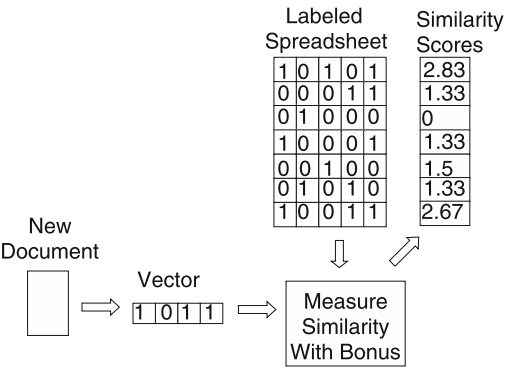 Labeled
Spreadsheet
Similarity
Scores
1 0 1 0 1
2.83
0 0 0 1 1
1.33
0 1 0 0 0
0
1 0 0 0 1
1.33
0 0 1 0 0
1.5
0 1 0 1 0
1.33
1 0 0 1 1
2.67
New
Document
Vector
1 0 1 1
Measure
Similarity
With Bonus